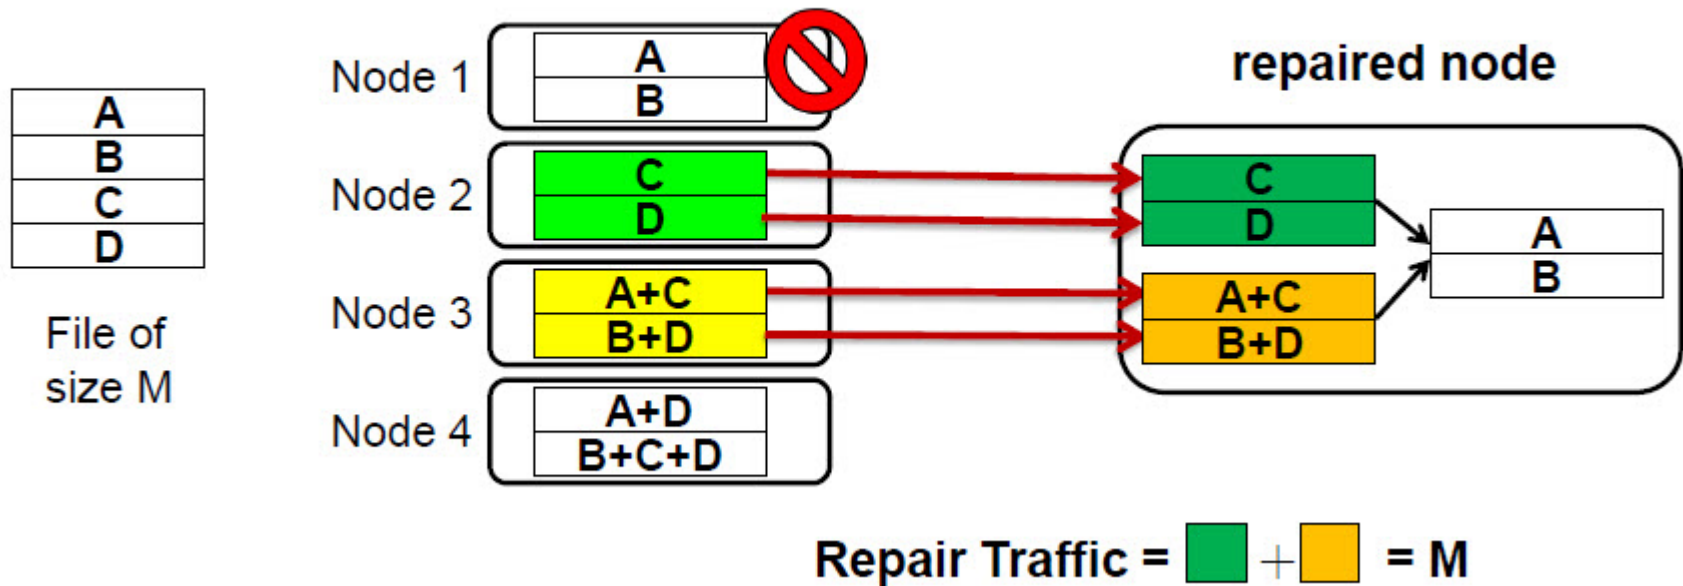 A
B
C
D
File of
size M
Node 1
A
B
Node 2
C
D
Node 3
A+C
B+D
Node 4
A+D
B+C+D
repaired node
C
D
A+C
B+D
A
B
Repair Traffic = + = M